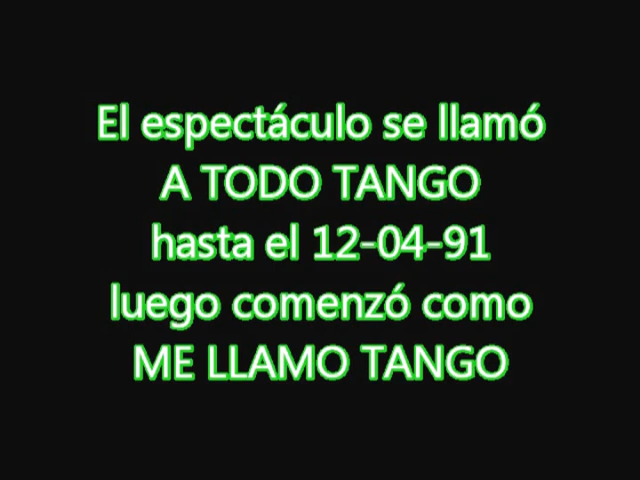 El espectáculo se llamó
A TODO TANGO
hasta el 12-04-91
luego comenzó como
ME LLAMO TANGO